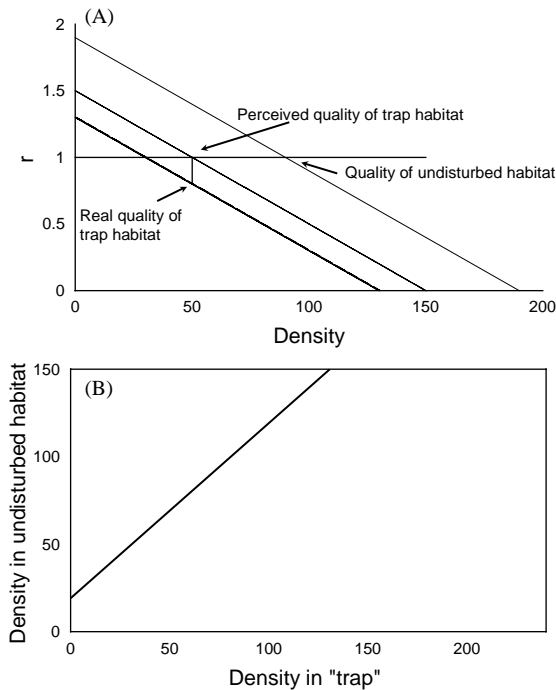 (A)
2
1.5
1
0.5
0
r
Perceived quality of trap habitat
Quality of undisturbed habitat
Real quality of
trap habitat
0
50
100
150
200
Density
(B)
150
100
50
0
Density in undisturbed habitat
0
50
100
150
200
Density in "trap"